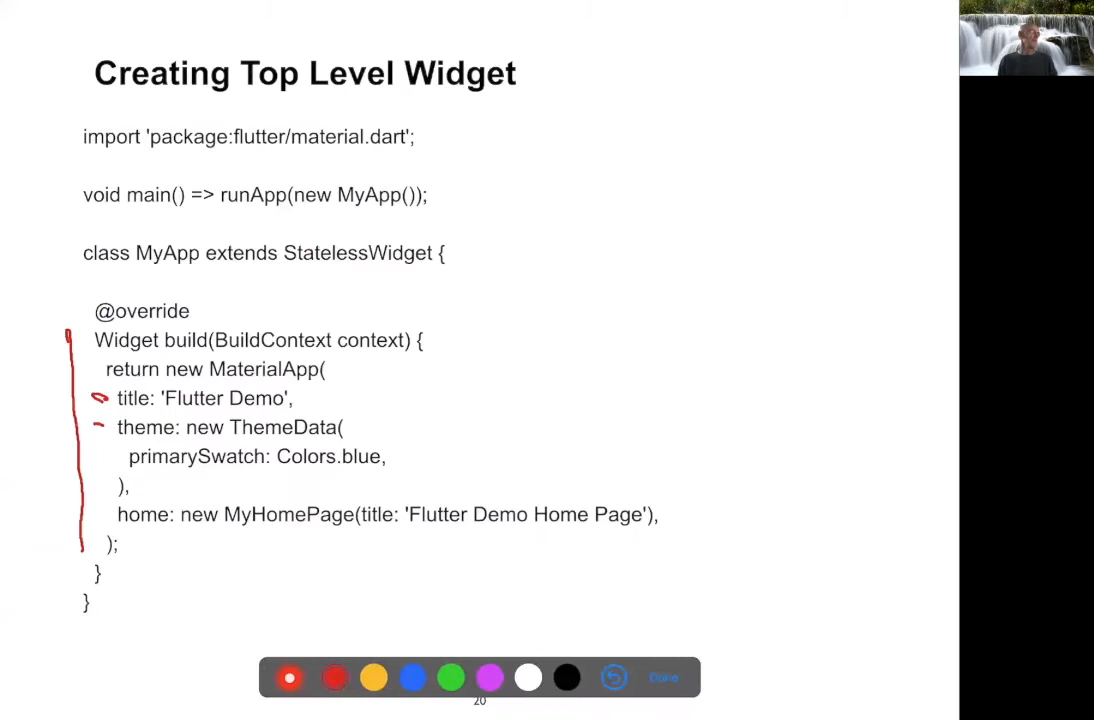 Creating Top Level Widget
import 'package:flutter/material.dart';
void main() => runApp(new MyApp());
class MyApp extends StatelessWidget {
@override
Widget build(BuildContext context) {
return new MaterialApp(
title: 'Flutter Demo',
theme: new ThemeData(
primarySwatch: Colors.blue,
),
home: new MyHomePage(title: 'Flutter Demo Home Page'),
);
}
}
Done
20